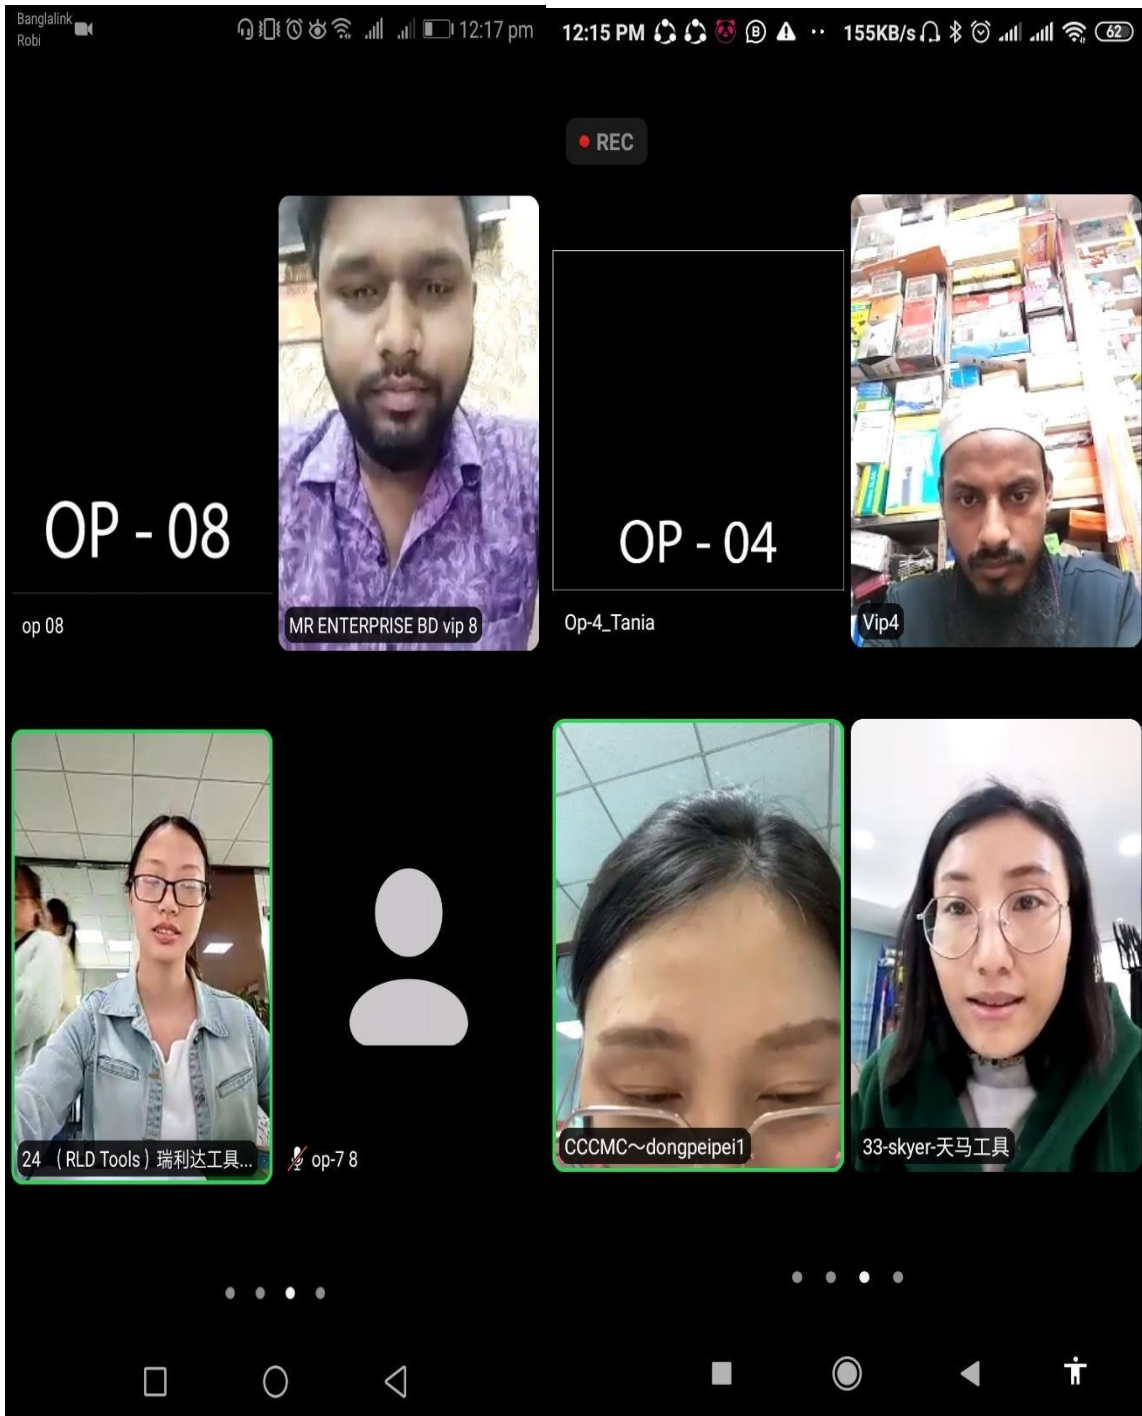 Banglalink
Robi
12:17 pm
OP - 08
op 08
MR ENTERPRISE BD vip 8
24 （RLD Tools）瑞利达工具...
op-7 8
12:15 PM
B
155KB/s
62
REC
OP - 04
Op-4_Tania
Vip4
CCCMC～dongpeipei1
33-skyer-天马工具